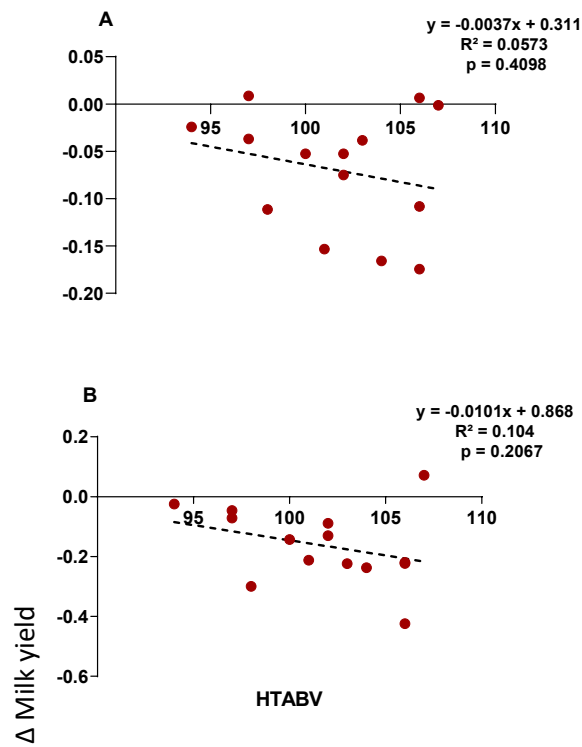 A
y = -0.0037x + 0.311
R² = 0.0573
p = 0.4098
0.05
0.00
95 100 105 110
-0.05
-0.10
-0.15
-0.20
B
y = -0.0101x + 0.868
R² = 0.104
p = 0.2067
0.2
0.0
95 100 105 110
-0.2
-0.4
-0.6
HTABV
Δ Milk yield